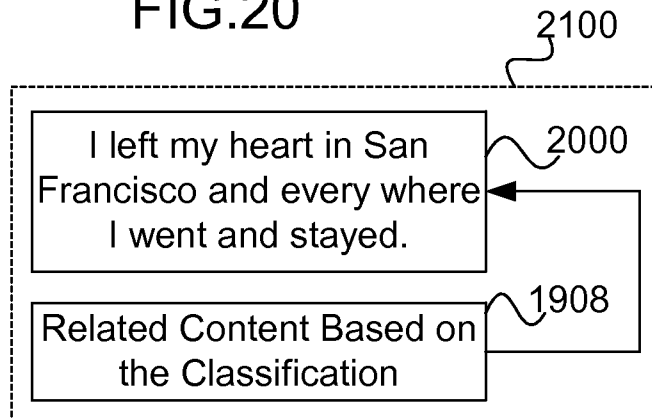 FIG.20
2100
I left my heart in San
Francisco and every where
I went and stayed.
2000
1908
Related Content Based on
the Classification